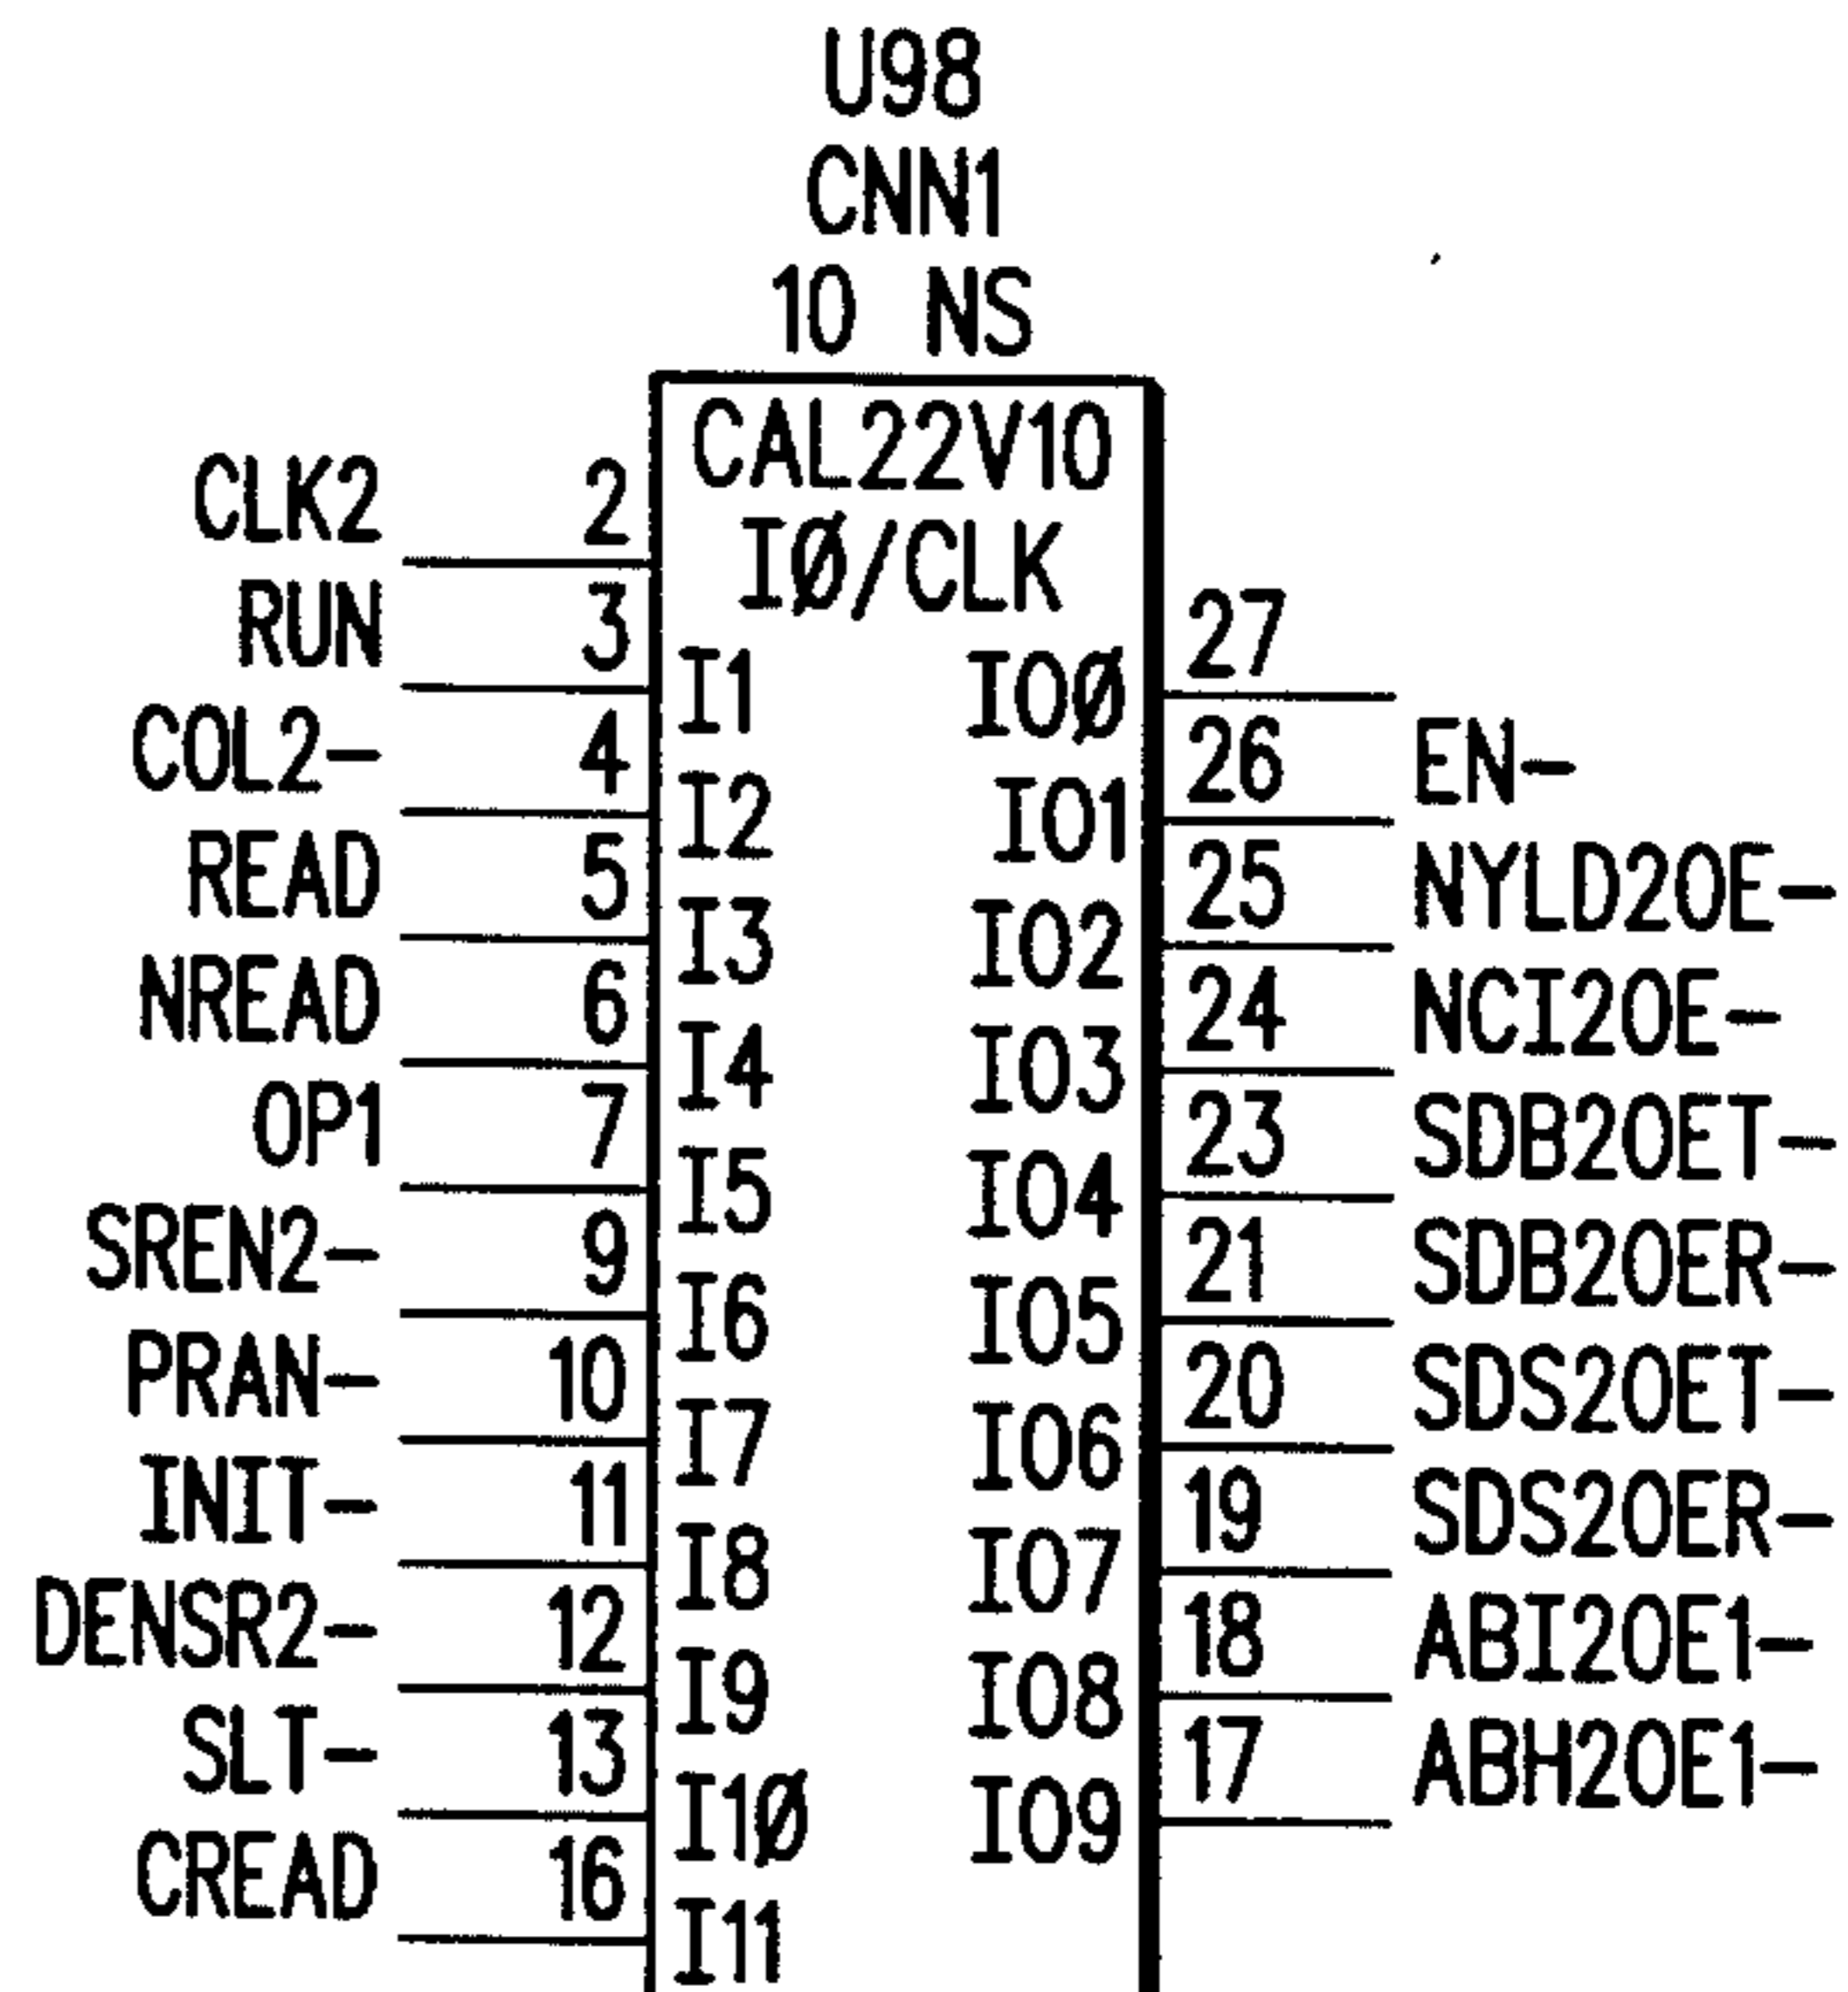 U98
CNN1
10 NS
CAL22V10
CLK2 2
IØ/CLK
RUN 3 27
I1 IOØ
COL2- 4 26 EN-
I2 IO1
READ 5 25 NYLD2OE-
I3 IO2
NREAD 6 24 NCI2OE-
I4 IO3
OP1 7 23 SDB2OET-
I5 IO4
SREN2- 9 21 SDB2OER-
I6 IO5
PRAN- 10 20 SDS2OET-
I7 IO6
INIT- 11 19 SDS2OER-
I8 IO7
DENSR2- 12 18 ABI2OE1-
I9 IO8
SLT- 13 17 ABH2OE1-
I1Ø IO9
CREAD 16
I11